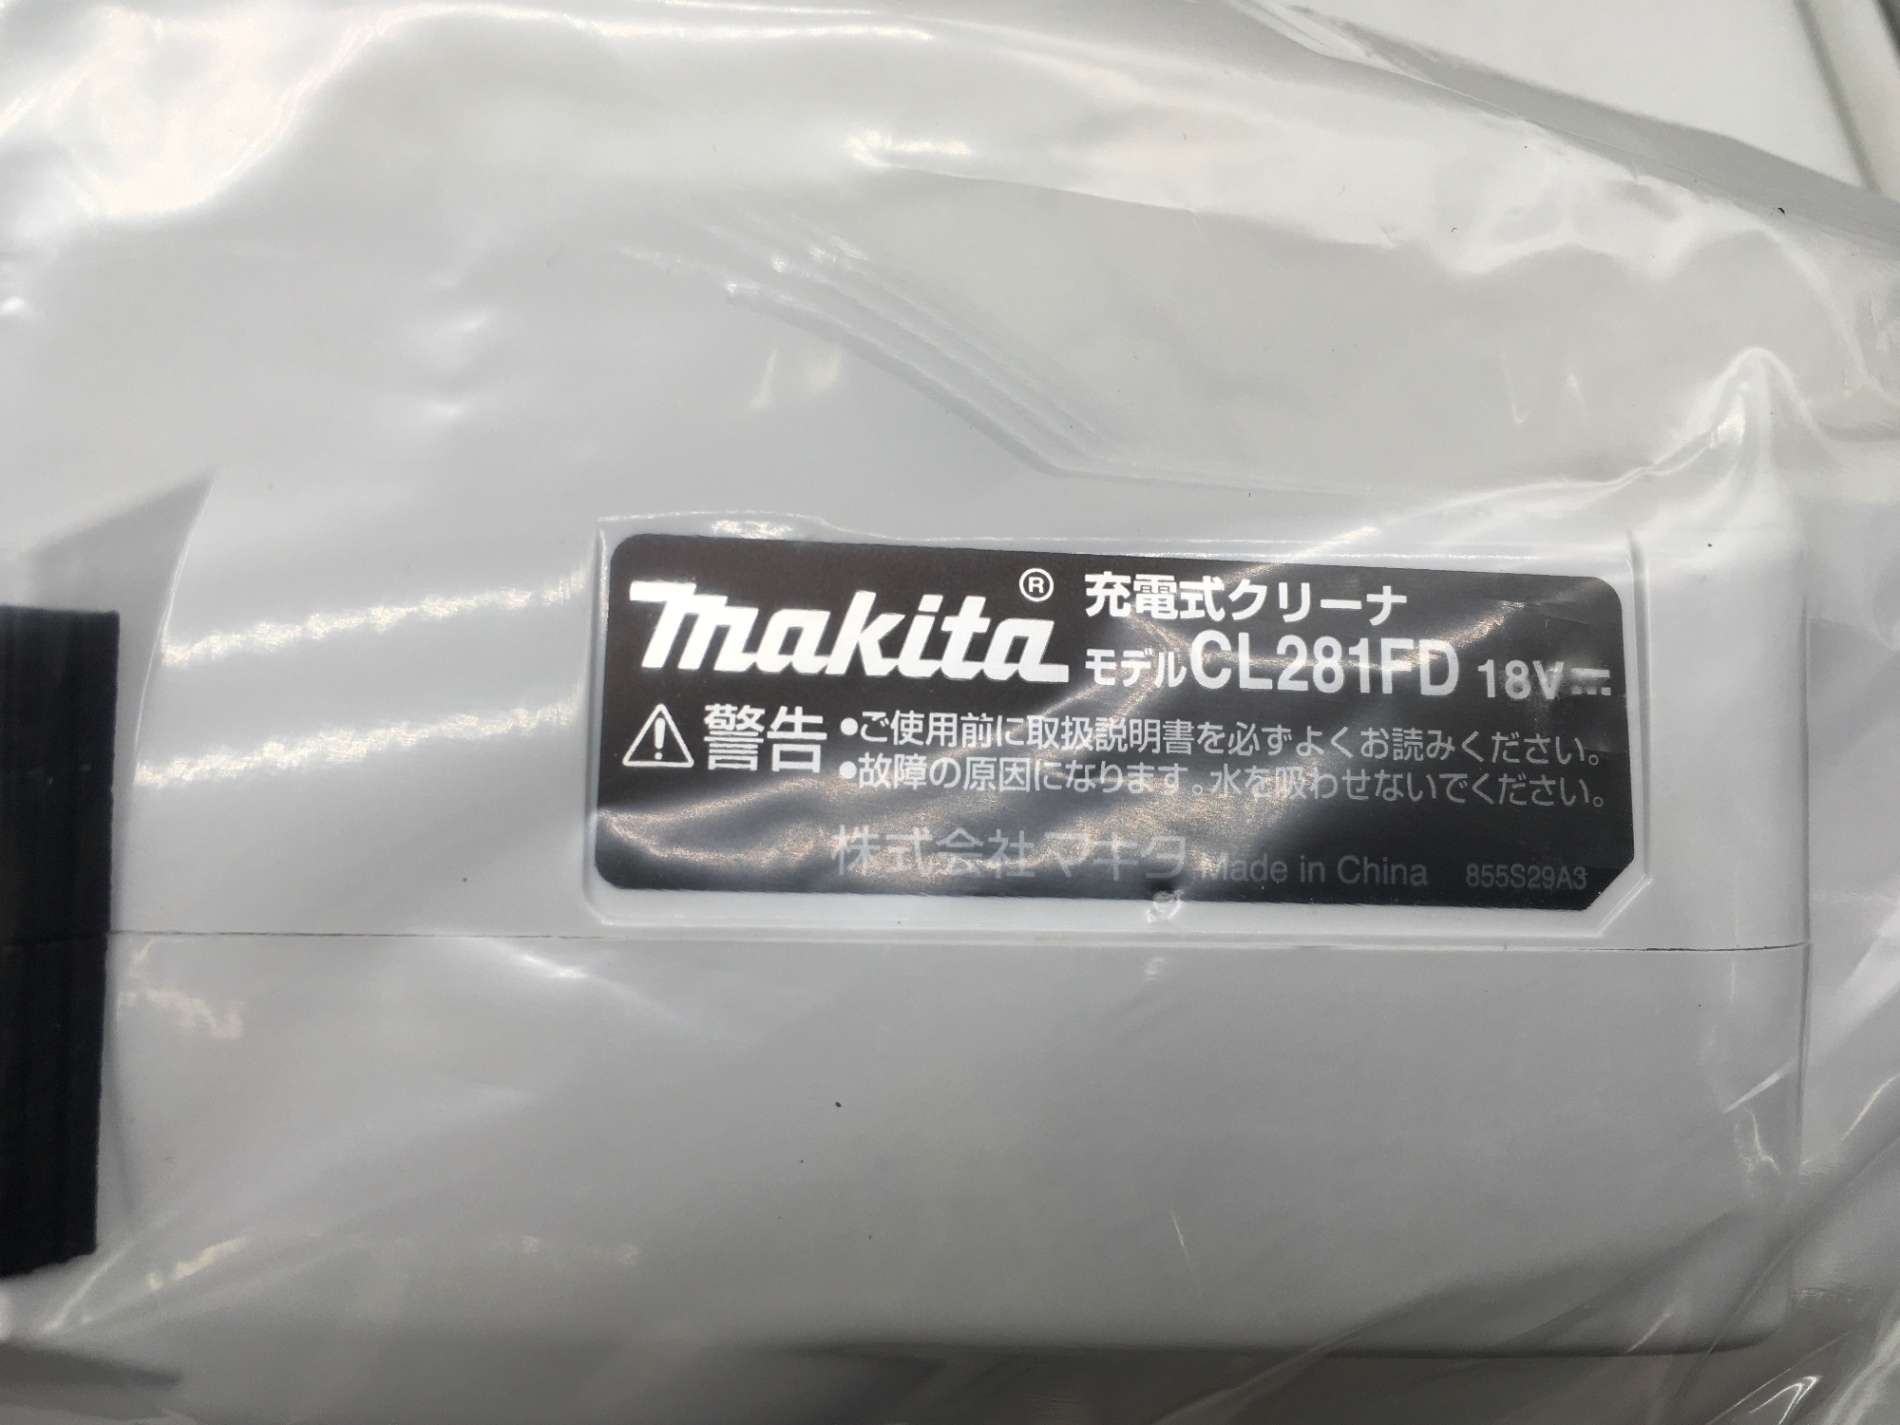 makita® 充電式クリーナ
モデルCL281FD 18V⎓
⚠警告 •ご使用前に取扱説明書を必ずよくお読みください。
•故障の原因になります。水を吸わせないでください。
株式会社マキタ Made in China 855S29A3